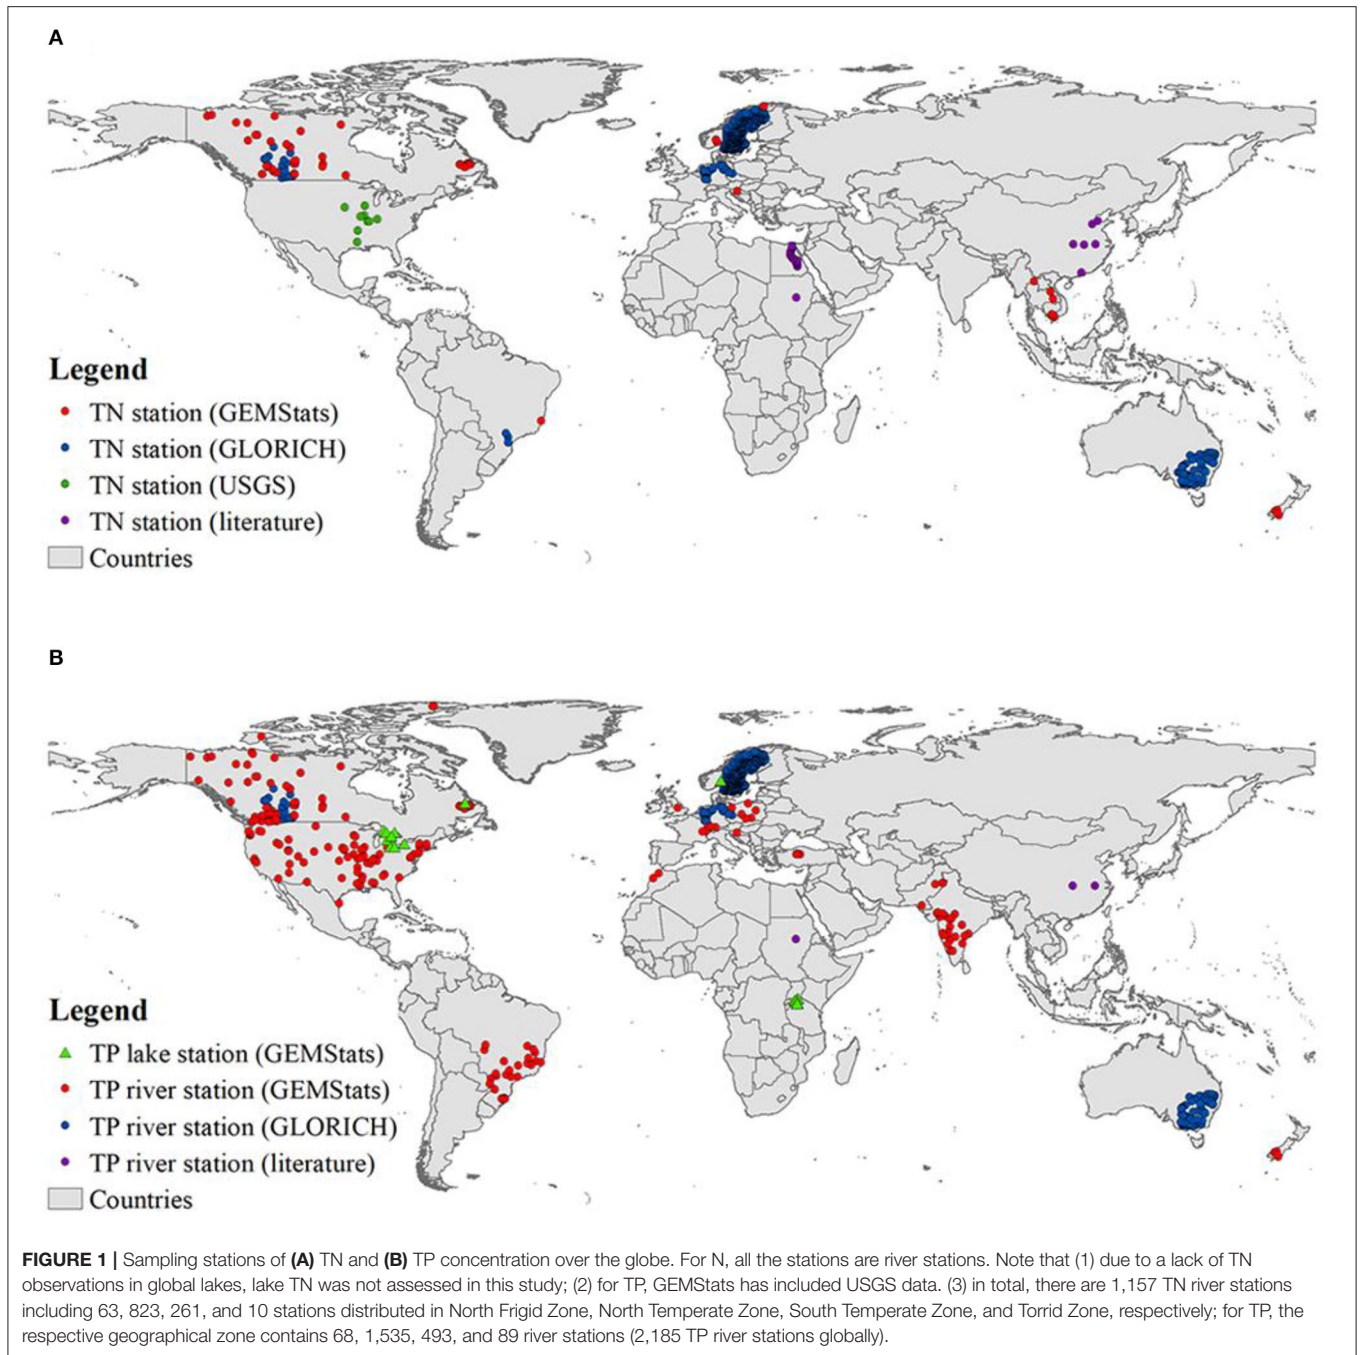 A
Legend
TN station (GEMStats)
TN station (GLORICH)
TN station (USGS)
TN station (literature)
Countries
B
Legend
TP lake station (GEMStats)
TP river station (GEMStats)
TP river station (GLORICH)
TP river station (literature)
Countries
FIGURE 1 | Sampling stations of (A) TN and (B) TP concentration over the globe. For N, all the stations are river stations. Note that (1) due to a lack of TN
observations in global lakes, lake TN was not assessed in this study; (2) for TP, GEMStats has included USGS data. (3) in total, there are 1,157 TN river stations
including 63, 823, 261, and 10 stations distributed in North Frigid Zone, North Temperate Zone, South Temperate Zone, and Torrid Zone, respectively; for TP, the
respective geographical zone contains 68, 1,535, 493, and 89 river stations (2,185 TP river stations globally).